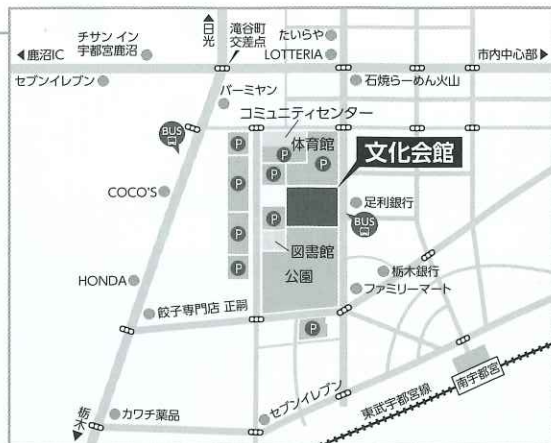 ▲日光
滝谷町
交差点
たいらや
LOTTERIA
◀鹿沼IC
チサン イン
宇都宮鹿沼
市内中心部▶
セブンイレブン
石焼らーめん火山
バーミヤン
コミュニティセンター
BUS
P
体育館
P
P
文化会館
P
P
COCO'S
足利銀行
P
P
BUS
図書館
P
公園
栃木銀行
HONDA
ファミリーマート
餃子専門店 正嗣
P
南宇都宮
東武宇都宮線
セブンイレブン
カワチ薬品
栃木▼